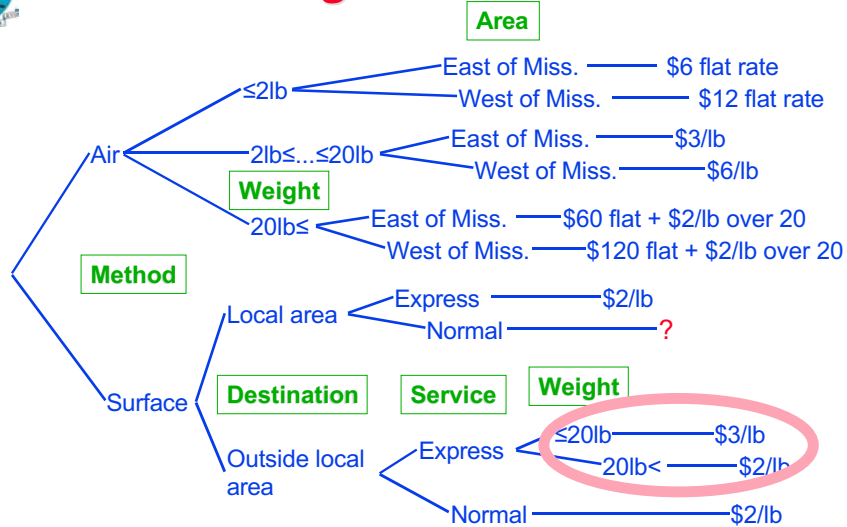 Area
East of Miss. $6 flat rate
≤2lb
West of Miss. $12 flat rate
East of Miss. $3/lb
Air 2lb≤...≤20lb
West of Miss. $6/lb
Weight
East of Miss. $60 flat + $2/lb over 20
20lb≤
West of Miss. $120 flat + $2/lb over 20
Method
Express $2/lb
Local area
Normal ?
Surface
Destination Service Weight
≤20lb $3/lb
Express
20lb< $2/lb
Outside local
area
Normal $2/lb